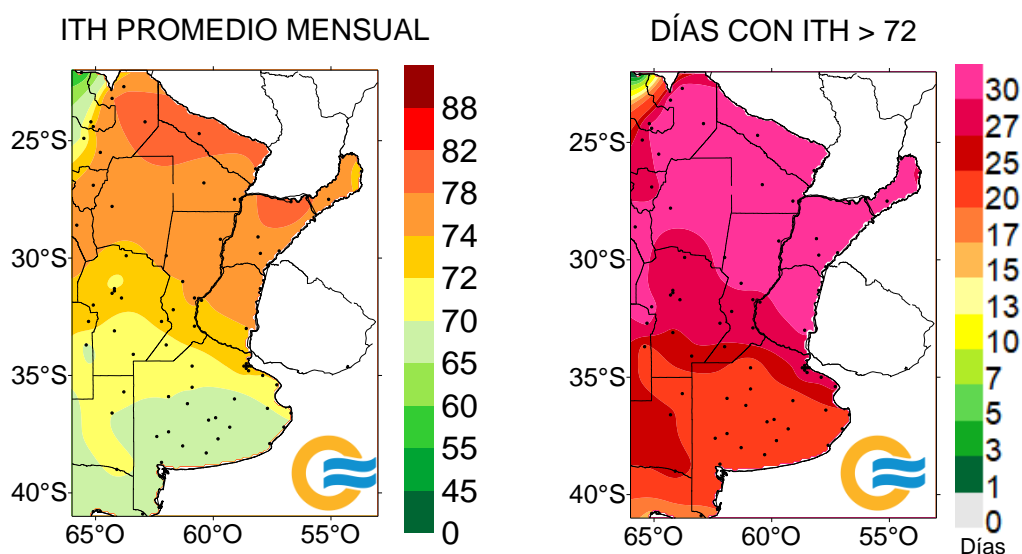 ITH PROMEDIO MENSUAL
25°S
30°S
35°S
40°S
65°O
60°O
55°O
88
82
78
74
72
70
65
60
55
45
0
DÍAS CON ITH > 72
25°S
30°S
35°S
40°S
65°O
60°O
55°O
30
27
25
20
17
15
13
10
7
5
3
1
0
Días